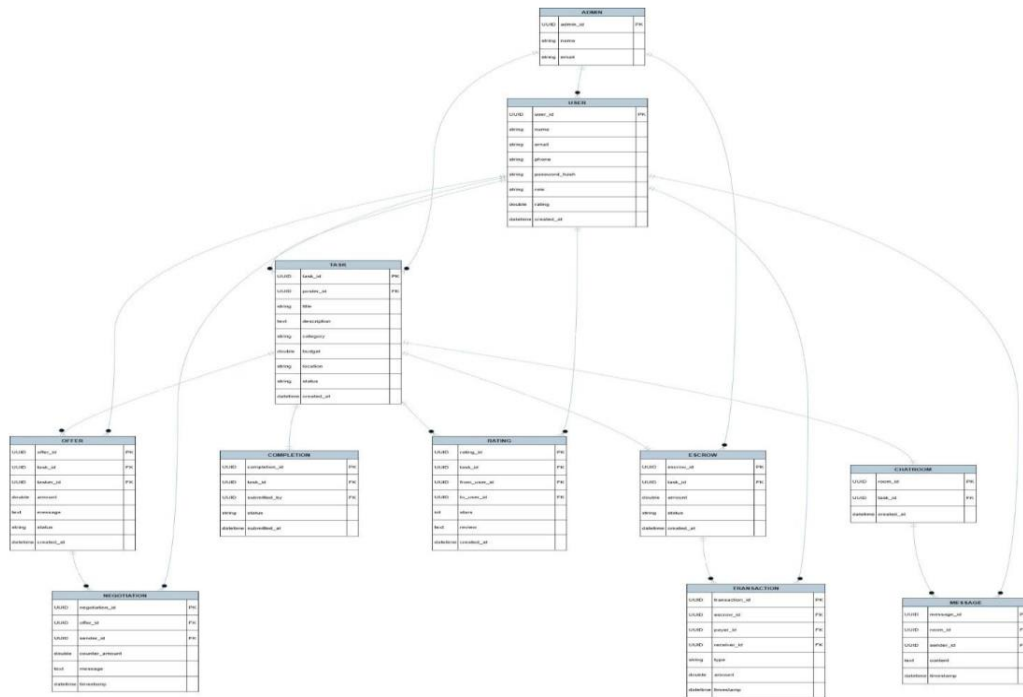 ADMIN
UUID admin_id PK
string name
string email
USER
UUID user_id PK
string name
string email
string phone
string password_hash
string role
double rating
datetime created_at
TASK
UUID task_id PK
UUID poster_id FK
string title
text description
string category
double budget
string location
string status
datetime created_at
OFFER
UUID offer_id PK
UUID task_id FK
UUID FK
double amount
text message
string status
datetime created_at
COMPLETION
UUID completion_id PK
UUID task_id FK
UUID submitted_by FK
string status
datetime submitted_at
RATING
UUID rating_id PK
UUID task_id FK
UUID from_user_id FK
UUID to_user_id FK
int stars
text review
datetime created_at
ESCROW
UUID escrow_id PK
UUID task_id FK
double amount
string status
datetime created_at
CHATROOM
UUID room_id PK
UUID task_id FK
datetime created_at
NEGOTIATION
UUID negotiation_id PK
UUID offer_id FK
UUID sender_id FK
double counter_amount
text message
datetime timestamp
TRANSACTION
UUID transaction_id PK
UUID escrow_id FK
UUID payer_id FK
UUID receiver_id FK
string type
double amount
datetime timestamp
MESSAGE
UUID message_id
UUID room_id
UUID sender_id
text content
datetime timestamp